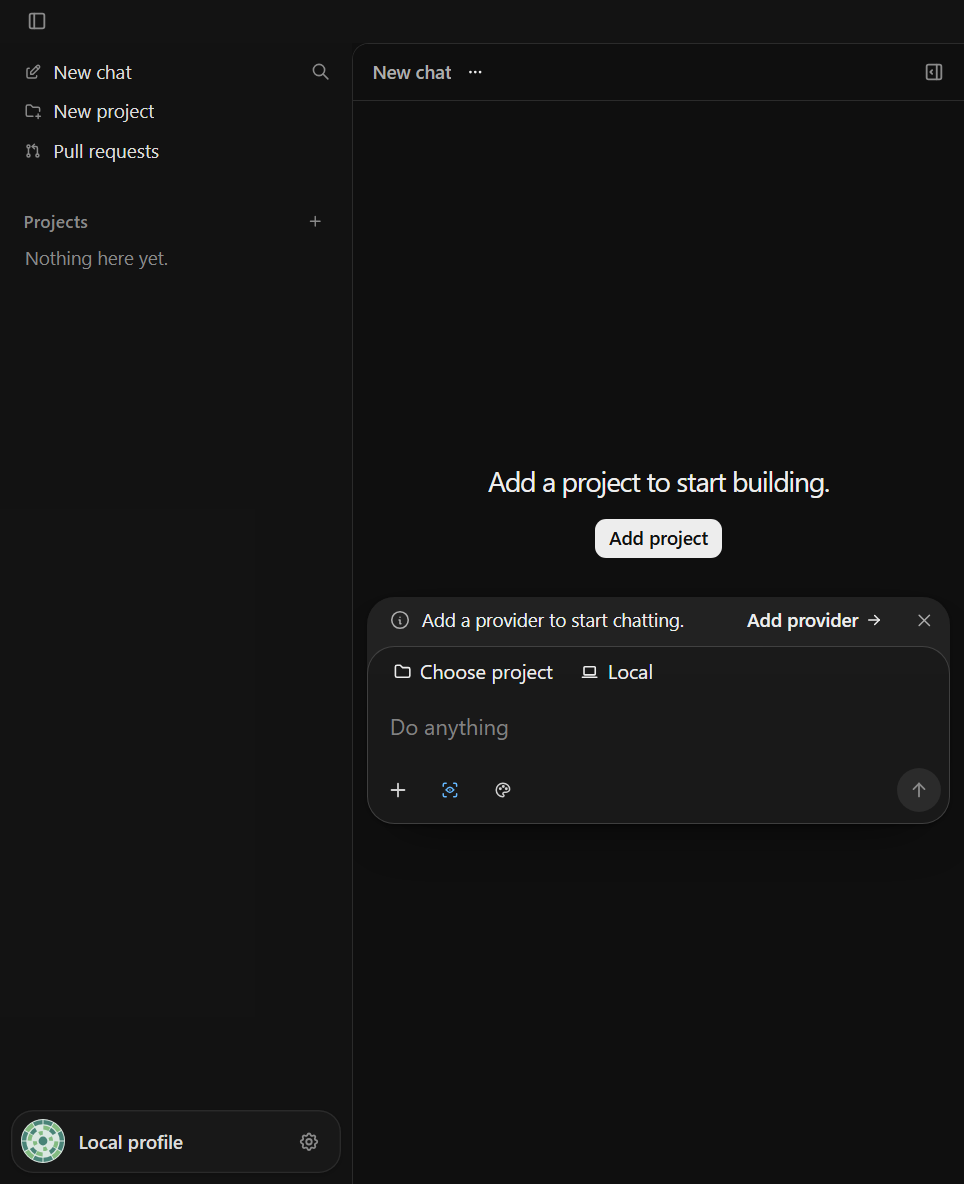 New chat
New project
Pull requests
Projects
Nothing here yet.
Local profile
New chat
Add a project to start building.
Add project
Add a provider to start chatting. Add provider →
Choose project Local
Do anything